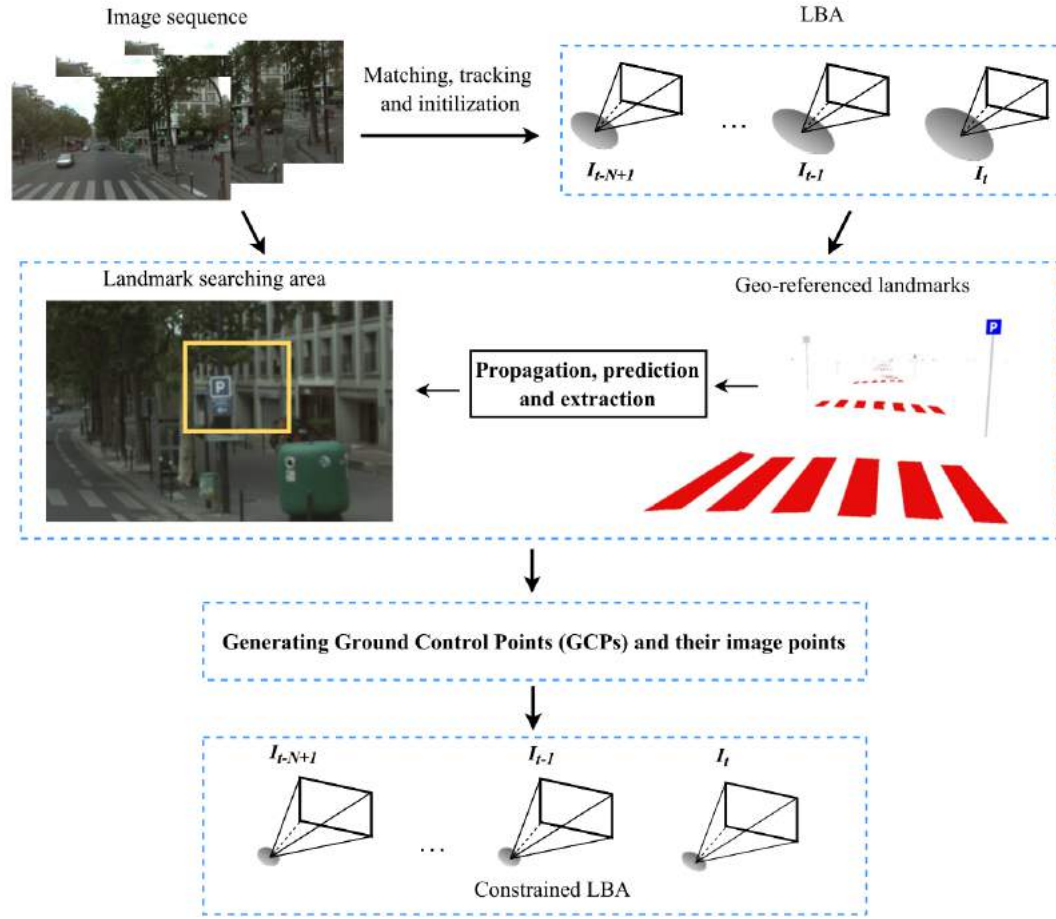 Image sequence
LBA
Matching, tracking
and initilization
...
I_{t-N+1}
I_{t-1}
I_t
Landmark searching area
Geo-referenced landmarks
P
P
Propagation, prediction
and extraction
Generating Ground Control Points (GCPs) and their image points
I_{t-N+1}
I_{t-1}
I_t
...
Constrained LBA